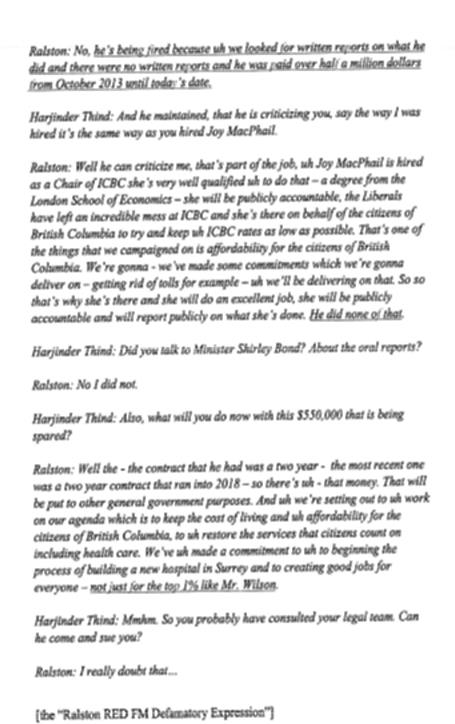 Ralston: No, he's being fired because uh we looked for written reports on what he
did and there were no written reports and he was paid over half a million dollars
from October 2013 until today's date.
Harjinder Thind: And he maintained, that he is criticizing you, say the way I was
hired it's the same way as you hired Joy MacPhail.
Ralston: Well he can criticize me, that's part of the job, uh Joy MacPhail is hired
as a Chair of ICBC she's very well qualified uh to do that – a degree from the
London School of Economics – she will be publicly accountable, the Liberals
have left an incredible mess at ICBC and she's there on behalf of the citizens of
British Columbia to try and keep uh ICBC rates as low as possible. That's one of
the things that we campaigned on is affordability for the citizens of British
Columbia. We're gonna - we've made some commitments which we're gonna
deliver on – getting rid of tolls for example – uh we'll be delivering on that. So so
that's why she's there and she will do an excellent job, she will be publicly
accountable and will report publicly on what she's done. He did none of that.
Harjinder Thind: Did you talk to Minister Shirley Bond? About the oral reports?
Ralston: No I did not.
Harjinder Thind: Also, what will you do now with this $550,000 that is being
spared?
Ralston: Well the - the contract that he had was a two year - the most recent one
was a two year contract that ran into 2018 – so there's uh - that money. That will
be put to other general government purposes. And uh we're setting out to uh work
on our agenda which is to keep the cost of living and uh affordability for the
citizens of British Columbia, to uh restore the services that citizens count on
including health care. We've uh made a commitment to uh to beginning the
process of building a new hospital in Surrey and to creating good jobs for
everyone – not just for the top 1% like Mr. Wilson.
Harjinder Thind: Mmhm. So you probably have consulted your legal team. Can
he come and sue you?
Ralston: I really doubt that...
[the "Ralston RED FM Defamatory Expression"]